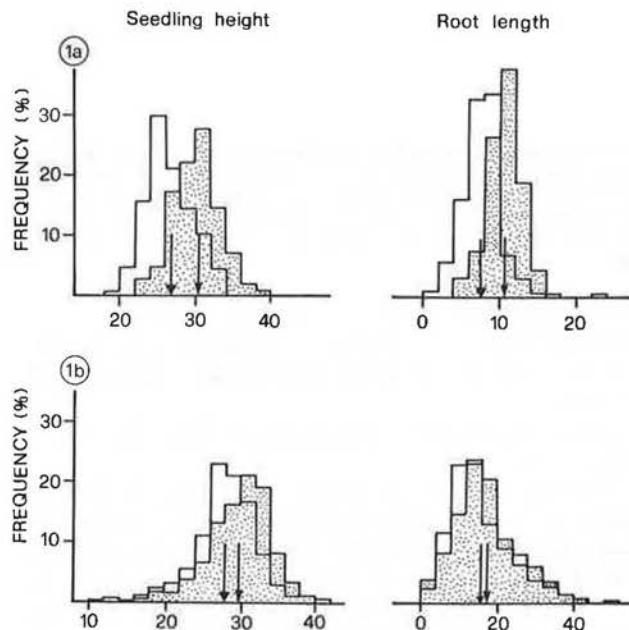 Seedling height
Root length
1a
FREQUENCY (%)
30
20
10
20 30 40
0 10 20
1b
FREQUENCY (%)
30
20
10
10 20 30 40
0 20 40